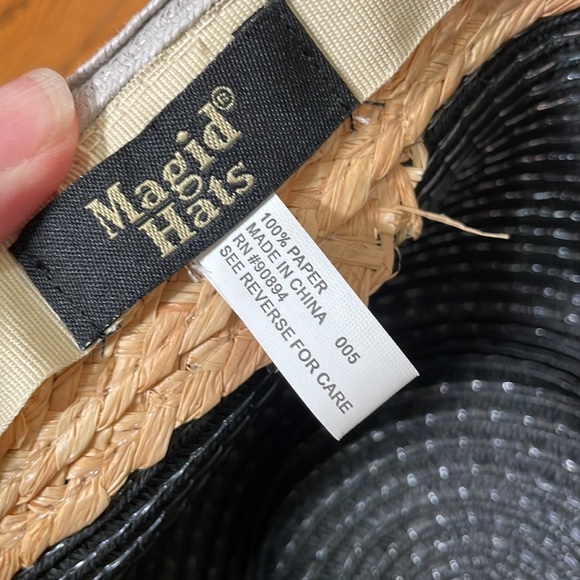 Magid®
Hats
100% PAPER
MADE IN CHINA
RN#90894 005
SEE REVERSE FOR CARE